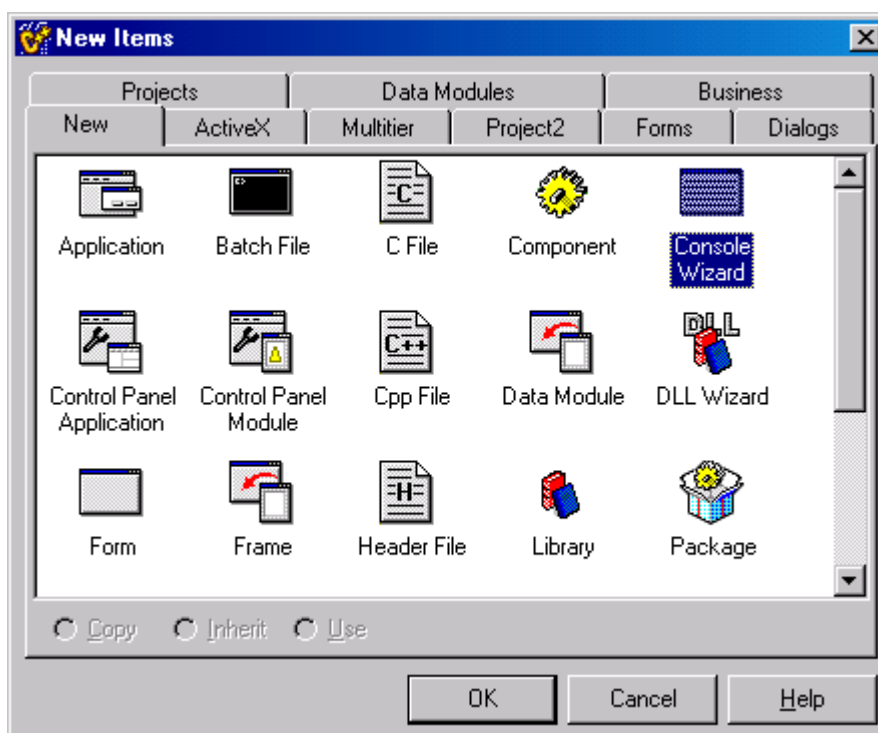 New Items
Projects Data Modules Business
New ActiveX Multitier Project2 Forms Dialogs
Application Batch File C File Component Console
Wizard
Control Panel Control Panel Cpp File Data Module DLL Wizard
Application Module
Form Frame Header File Library Package
Copy Inherit Use
OK Cancel Help